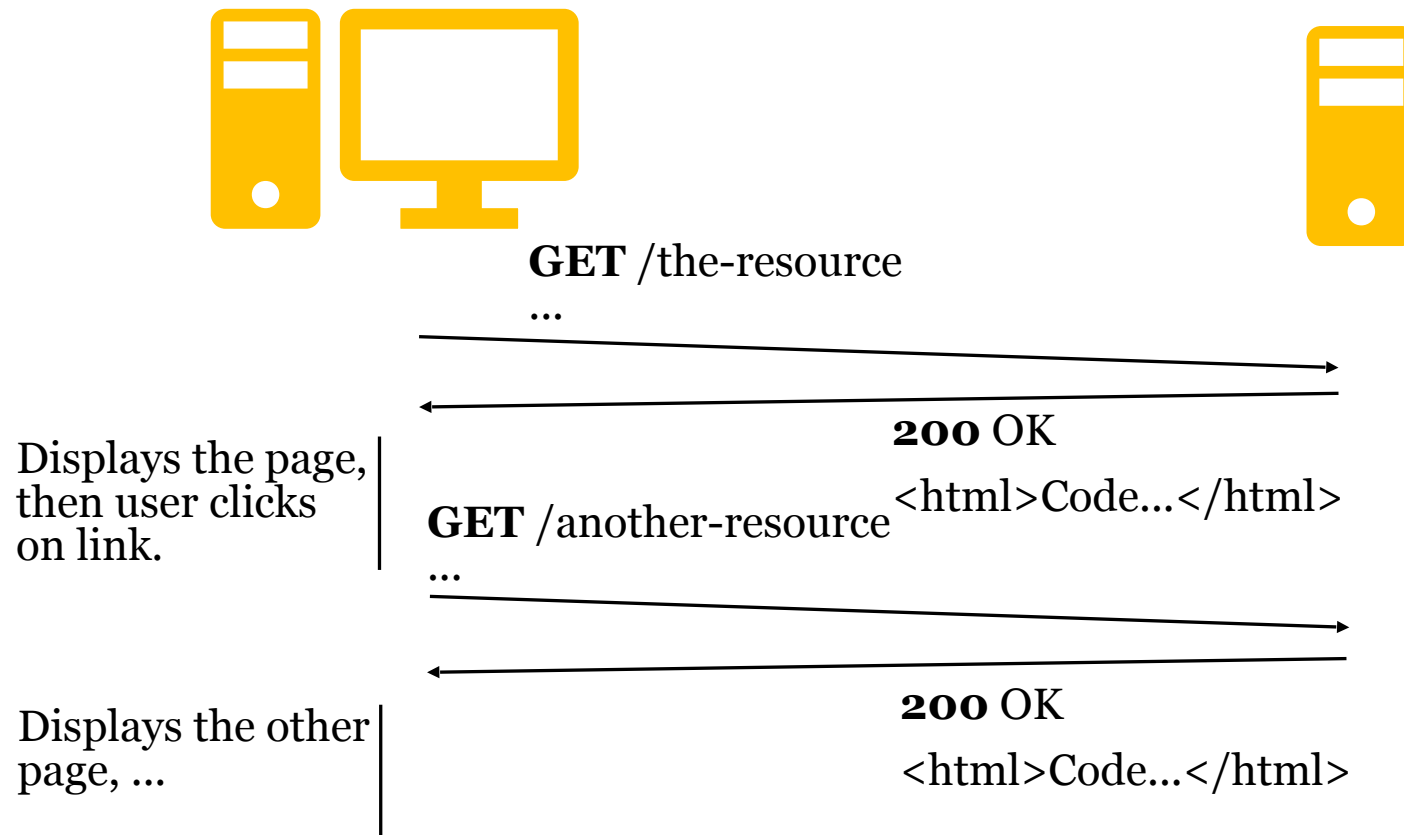 GET /the-resource
...
200 OK
<html>Code...</html>
Displays the page,
then user clicks
on link.
GET /another-resource
...
200 OK
<html>Code...</html>
Displays the other
page, ...